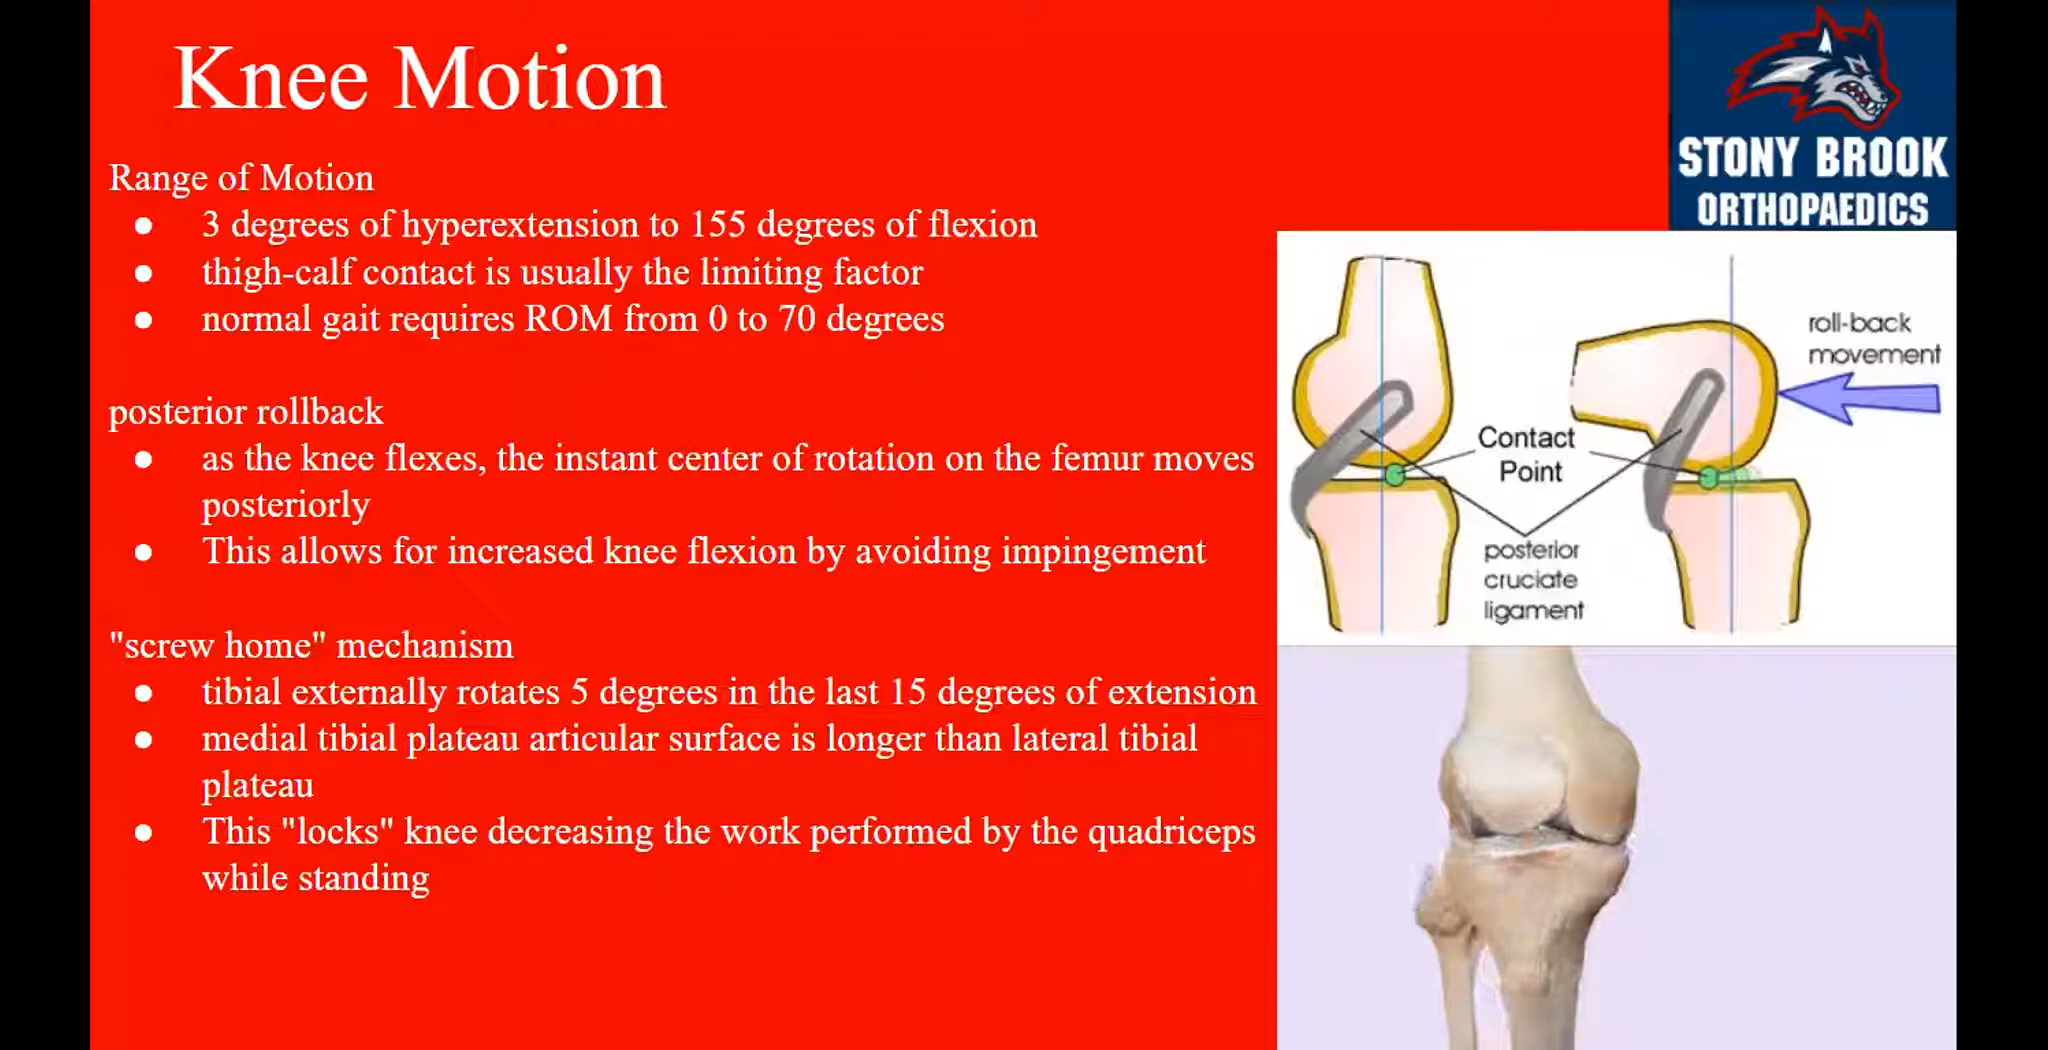 Knee Motion
STONY BROOK
ORTHOPAEDICS
Range of Motion
● 3 degrees of hyperextension to 155 degrees of flexion
● thigh-calf contact is usually the limiting factor
● normal gait requires ROM from 0 to 70 degrees
posterior rollback
● as the knee flexes, the instant center of rotation on the femur moves
posteriorly
● This allows for increased knee flexion by avoiding impingement
"screw home" mechanism
● tibial externally rotates 5 degrees in the last 15 degrees of extension
● medial tibial plateau articular surface is longer than lateral tibial
plateau
● This "locks" knee decreasing the work performed by the quadriceps
while standing
roll-back
movement
Contact
Point
posterior
cruciate
ligament